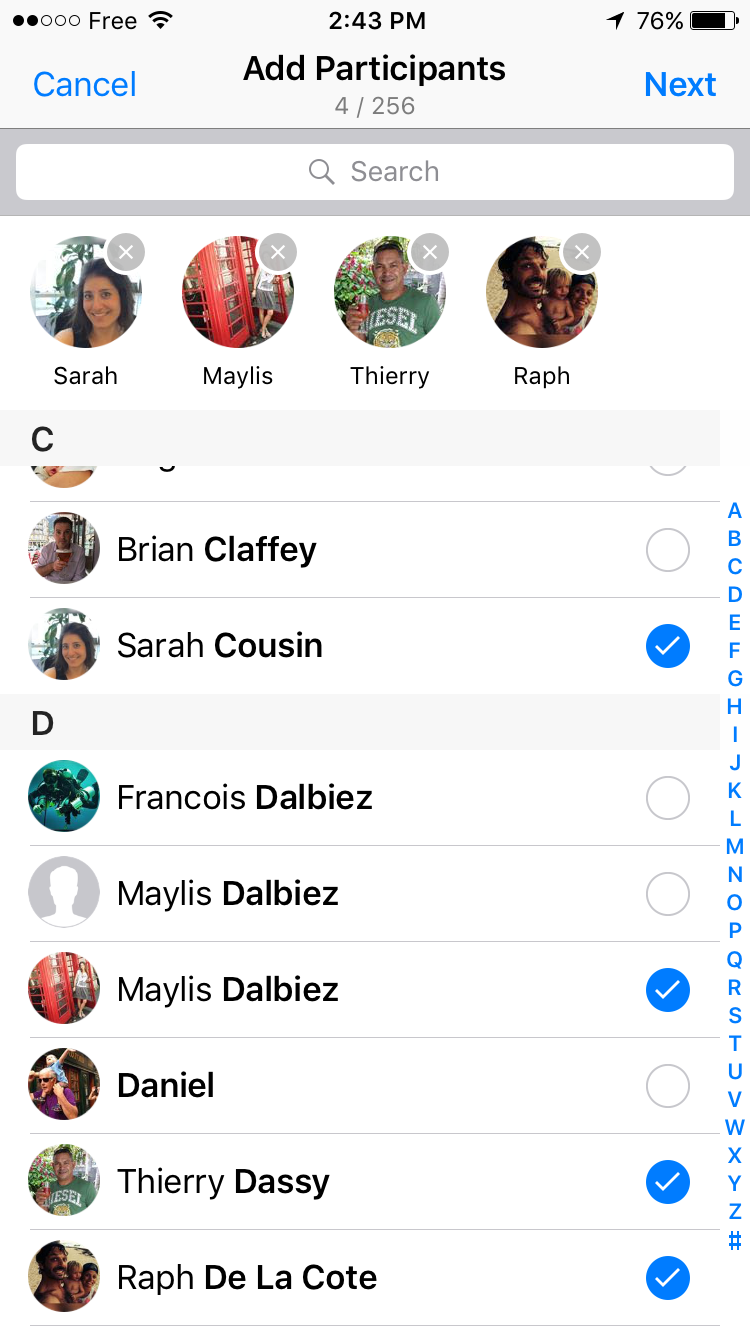 Free 2:43 PM 76%
Cancel Add Participants Next
4 / 256
Search
Sarah Maylis Thierry Raph
C
Brian Claffey
Sarah Cousin
D
Francois Dalbiez
Maylis Dalbiez
Maylis Dalbiez
Daniel
Thierry Dassy
Raph De La Cote
A
B
C
D
E
F
G
H
I
J
K
L
M
N
O
P
Q
R
S
T
U
V
W
X
Y
Z
#